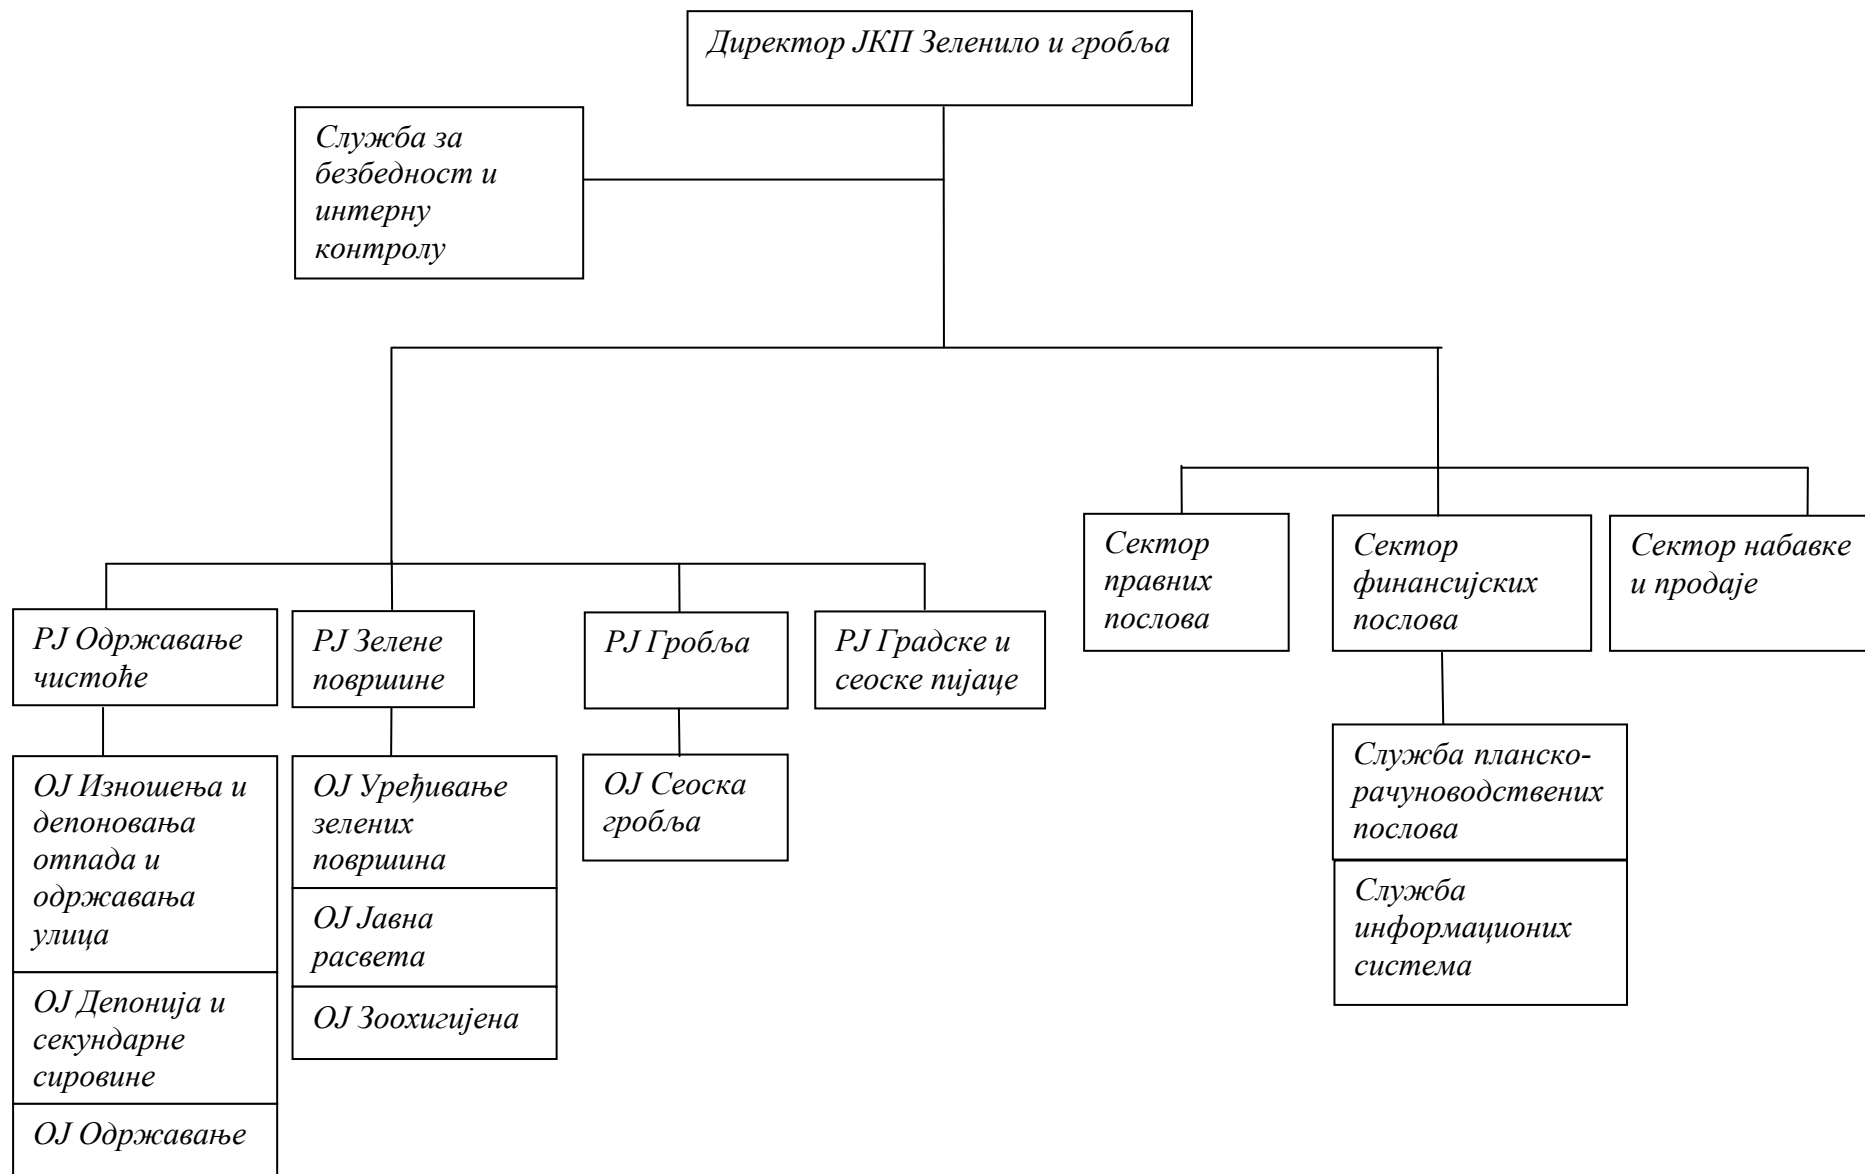 Директор ЈКП Зеленило и гробља
Служба за
безбедност и
интерну
контролу
Сектор
правних
послова
Сектор
финансијских
послова
Сектор набавке
и продаје
РЈ Одржавање
чистоће
РЈ Зелене
површине
РЈ Гробља
РЈ Градске и
сеоске пијаце
ОЈ Изношења и
депоновања
отпада и
одржавања
улица
ОЈ Депонија и
секундарне
сировине
ОЈ Одржавање
ОЈ Уређивање
зелених
површина
ОЈ Јавна
расвета
ОЈ Зоохигијена
ОЈ Сеоска
гробља
Служба планско-
рачуноводствених
послова
Служба
информационих
система